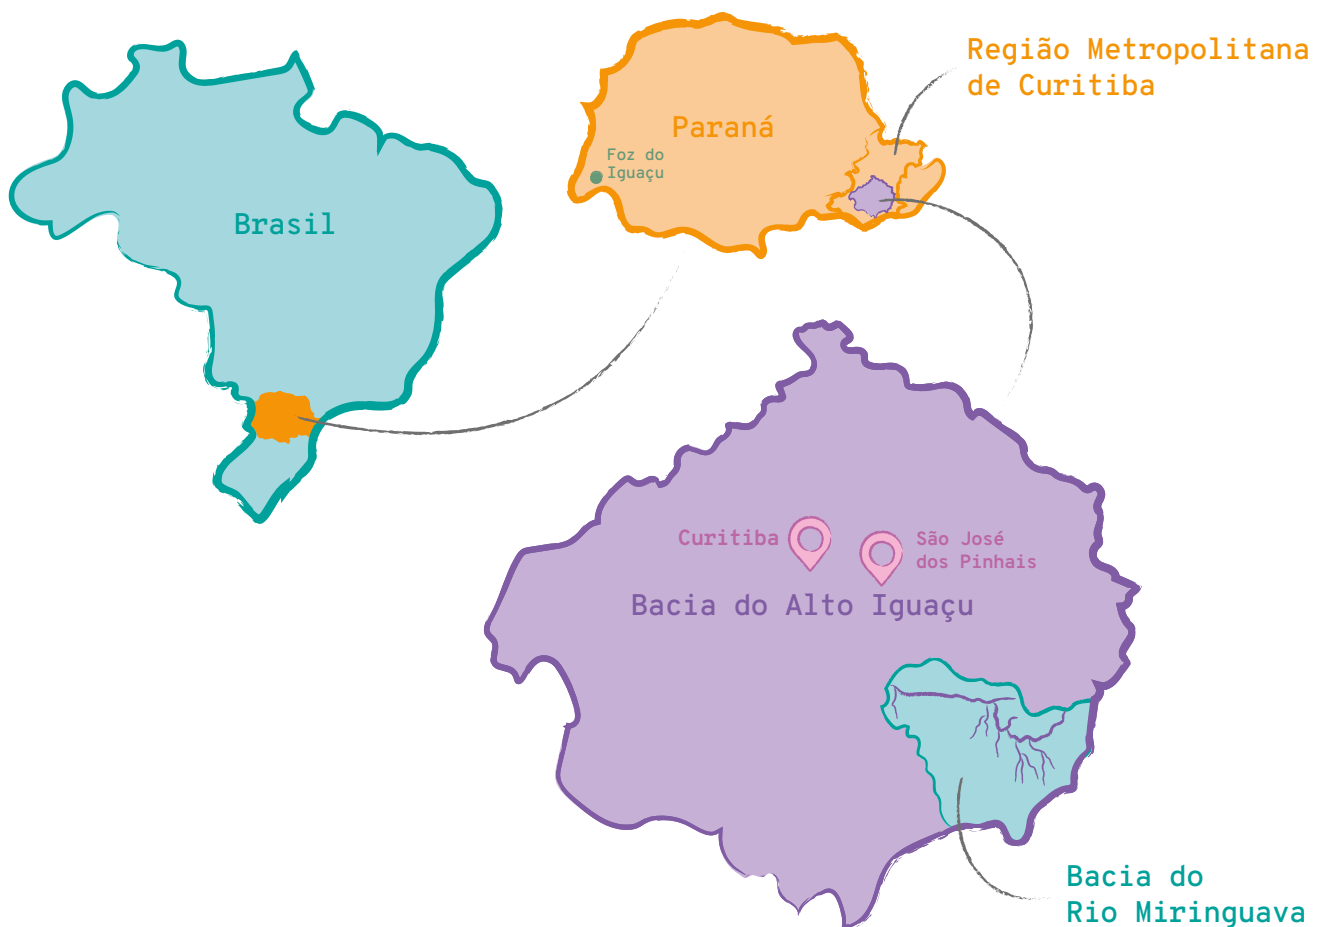 Região Metropolitana
de Curitiba
Paraná
Foz do
Iguaçu
Brasil
Curitiba
São José
dos Pinhais
Bacia do Alto Iguaçu
Bacia do
Rio Miringuava